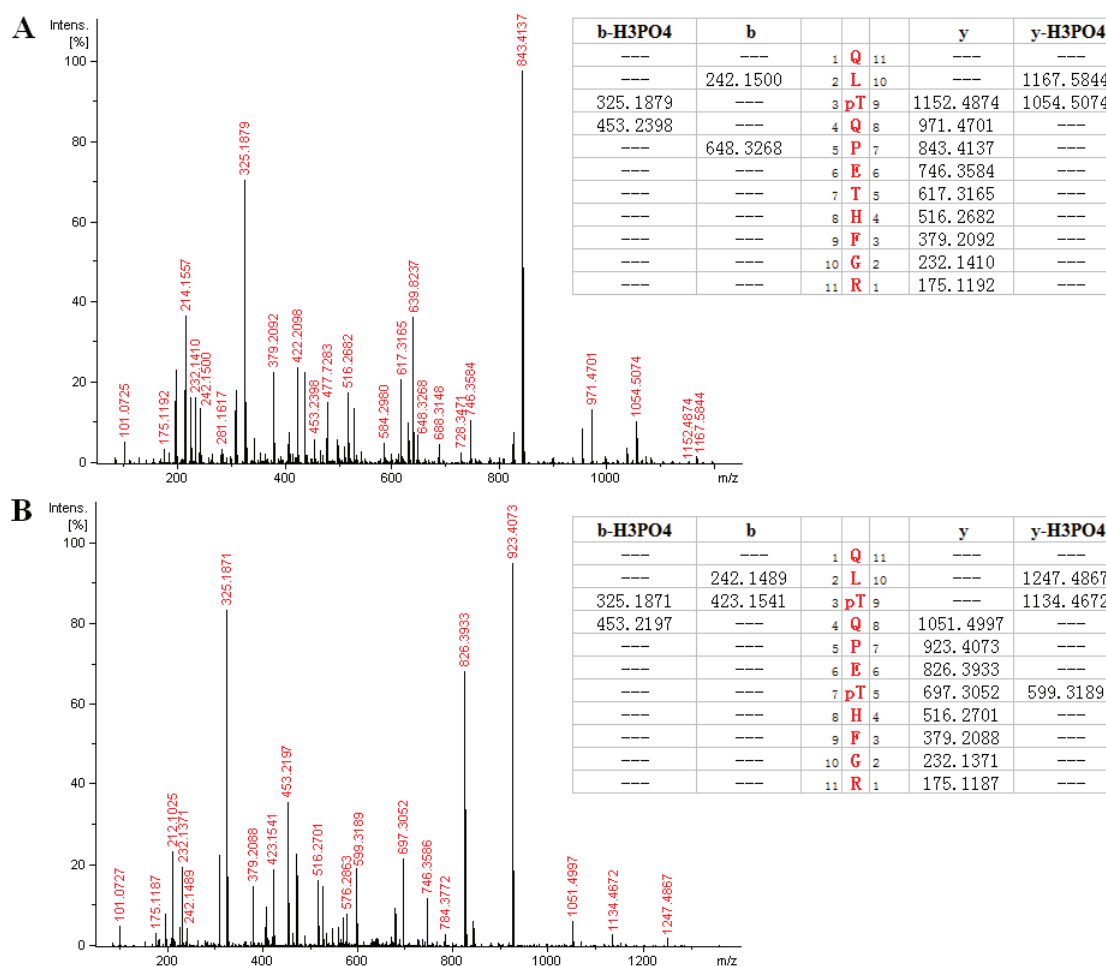 A
Intens.
[%]
100
80
60
40
20
0
200
400
600
800
1000
m/z
101.0725
175.1192
214.1557
232.1410
242.1500
281.1617
325.1879
379.2092
422.2098
453.2398
477.7283
516.2682
584.2980
617.3165
639.8237
648.3268
688.3148
728.3471
746.3584
843.4137
971.4701
1054.5074
1152.4874
1167.5844
b-H3PO4 b y y-H3PO4
--- --- 1 Q 11 --- ---
--- 242.1500 2 L 10 --- 1167.5844
325.1879 --- 3 pT 9 1152.4874 1054.5074
453.2398 --- 4 Q 8 971.4701 ---
--- 648.3268 5 P 7 843.4137 ---
--- --- 6 E 6 746.3584 ---
--- --- 7 T 5 617.3165 ---
--- --- 8 H 4 516.2682 ---
--- --- 9 F 3 379.2092 ---
--- --- 10 G 2 232.1410 ---
--- --- 11 R 1 175.1192 ---
B
Intens.
[%]
100
80
60
40
20
0
200
400
600
800
1000
1200
m/z
101.0727
175.1187
212.1025
232.1371
242.1489
325.1871
379.2088
423.1541
453.2197
516.2701
576.2863
599.3189
697.3052
746.3586
784.3772
826.3933
923.4073
1051.4997
1134.4672
1247.4867
b-H3PO4 b y y-H3PO4
--- --- 1 Q 11 --- ---
--- 242.1489 2 L 10 --- 1247.4867
325.1871 423.1541 3 pT 9 --- 1134.4672
453.2197 --- 4 Q 8 1051.4997 ---
--- --- 5 P 7 923.4073 ---
--- --- 6 E 6 826.3933 ---
--- --- 7 pT 5 697.3052 599.3189
--- --- 8 H 4 516.2701 ---
--- --- 9 F 3 379.2088 ---
--- --- 10 G 2 232.1371 ---
--- --- 11 R 1 175.1187 ---